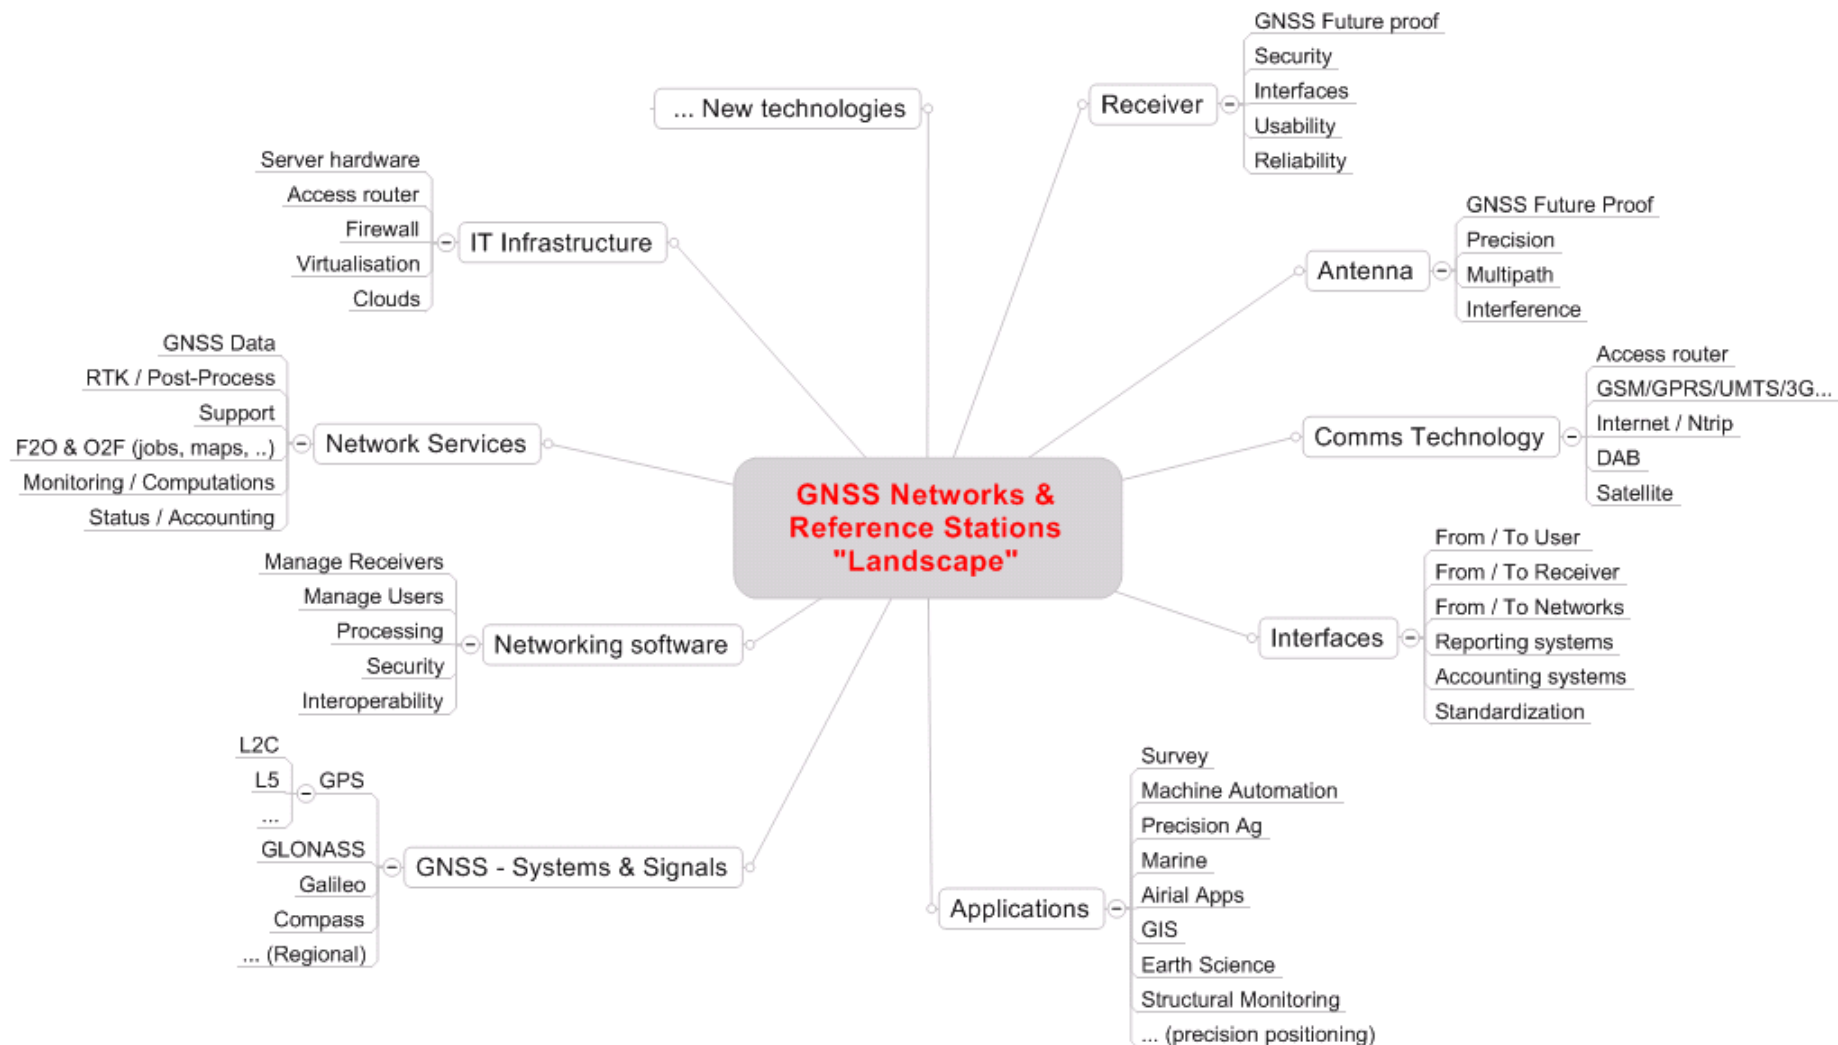 GNSS Networks &
Reference Stations
"Landscape"
... New technologies
Receiver
GNSS Future proof
Security
Interfaces
Usability
Reliability
Antenna
GNSS Future Proof
Precision
Multipath
Interference
Comms Technology
Access router
GSM/GPRS/UMTS/3G...
Internet / Ntrip
DAB
Satellite
Interfaces
From / To User
From / To Receiver
From / To Networks
Reporting systems
Accounting systems
Standardization
Applications
Survey
Machine Automation
Precision Ag
Marine
Airial Apps
GIS
Earth Science
Structural Monitoring
... (precision positioning)
IT Infrastructure
Server hardware
Access router
Firewall
Virtualisation
Clouds
Network Services
GNSS Data
RTK / Post-Process
Support
F2O & O2F (jobs, maps, ..)
Monitoring / Computations
Status / Accounting
Networking software
Manage Receivers
Manage Users
Processing
Security
Interoperability
GNSS - Systems & Signals
GPS
L2C
L5
...
GLONASS
Galileo
Compass
... (Regional)